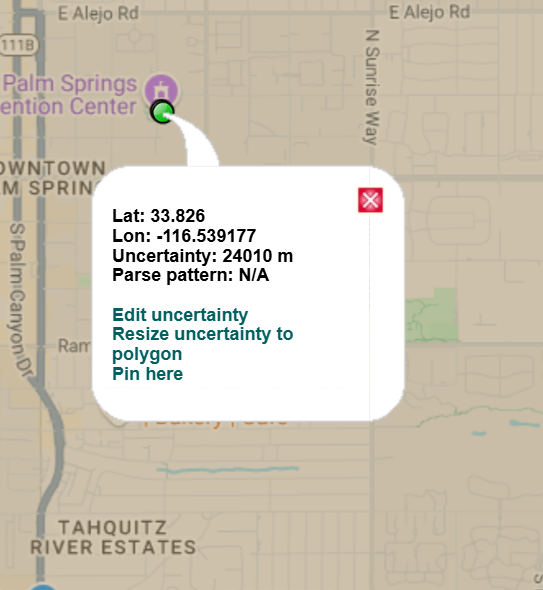 E Alejo Rd
E Alejo Rd
111B
Palm Springs
ention Center
N Sunrise Way
OWNTOWN
M SPRIN
Lat: 33.826
Lon: -116.539177
Uncertainty: 24010 m
Parse pattern: N/A
Edit uncertainty
Resize uncertainty to
polygon
Pin here
S Palm Canyon Dr
Ram
TAHQUITZ
RIVER ESTATES